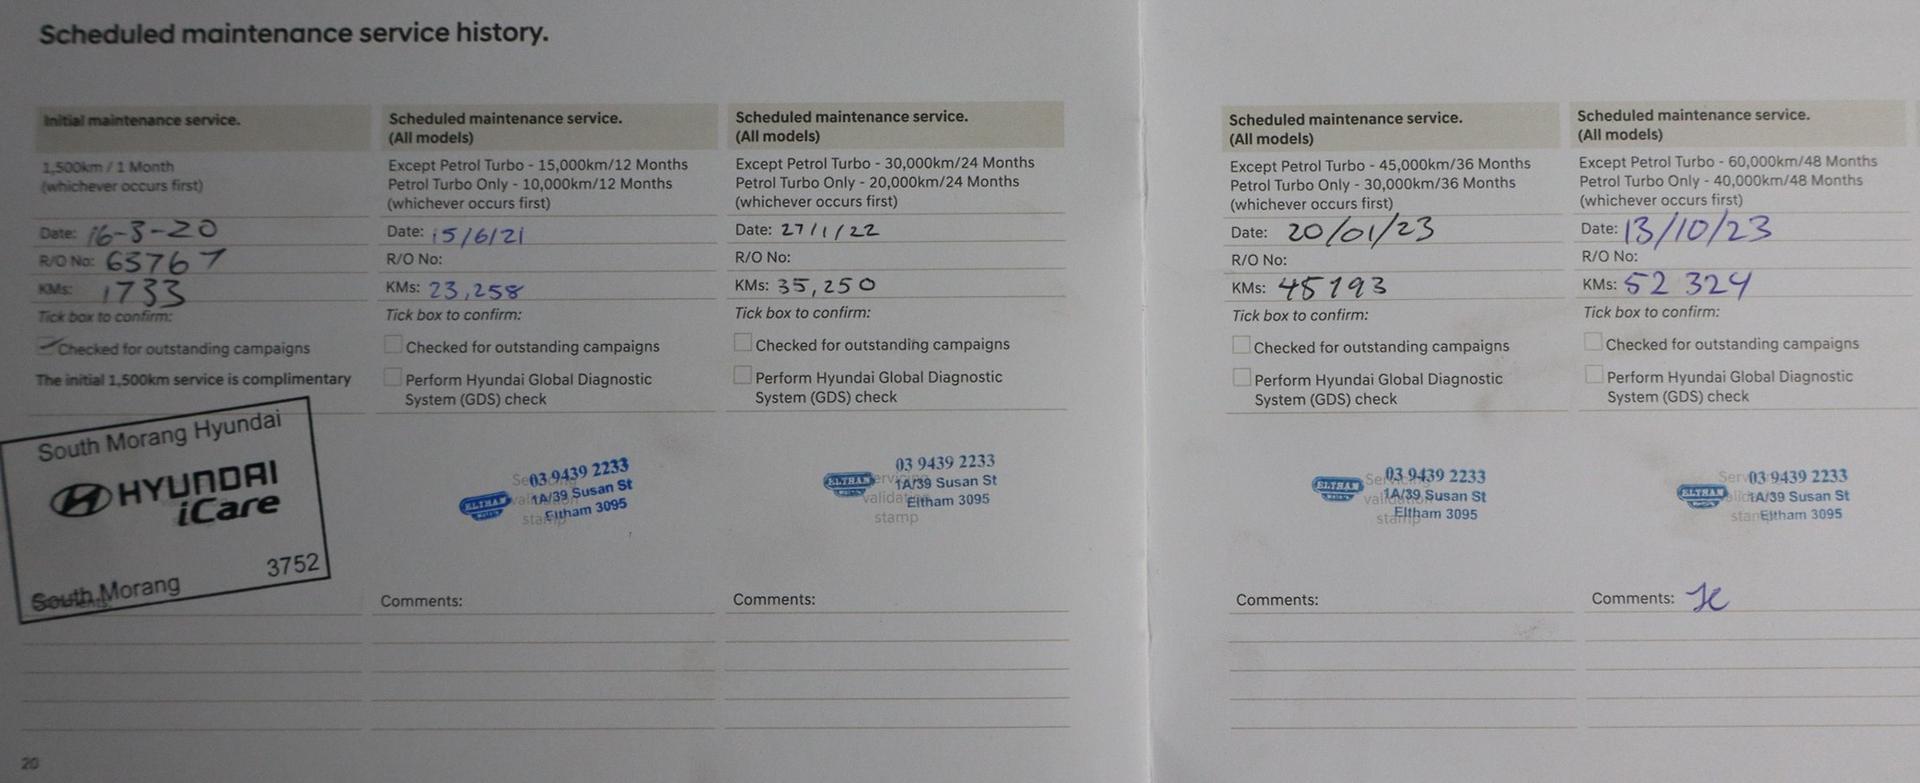 Scheduled maintenance service history.
Initial maintenance service.
1,500km / 1 Month
(whichever occurs first)
Date: 16-3-20
R/O No: 63767
KMs: 1733
Tick box to confirm:
Checked for outstanding campaigns
The initial 1,500km service is complimentary
South Morang Hyundai
HYUNDAI
iCare
3752
South Morang
Scheduled maintenance service.
(All models)
Except Petrol Turbo - 15,000km/12 Months
Petrol Turbo Only - 10,000km/12 Months
(whichever occurs first)
Date: 15/6/21
R/O No:
KMs: 23,258
Tick box to confirm:
Checked for outstanding campaigns
Perform Hyundai Global Diagnostic
System (GDS) check
03 9439 2233
ELTHAM 1A/39 Susan St
Eltham 3095
Comments:
Scheduled maintenance service.
(All models)
Except Petrol Turbo - 30,000km/24 Months
Petrol Turbo Only - 20,000km/24 Months
(whichever occurs first)
Date: 27/1/22
R/O No:
KMs: 35,250
Tick box to confirm:
Checked for outstanding campaigns
Perform Hyundai Global Diagnostic
System (GDS) check
03 9439 2233
ELTHAM 1A/39 Susan St
Eltham 3095
stamp
Comments:
Scheduled maintenance service.
(All models)
Except Petrol Turbo - 45,000km/36 Months
Petrol Turbo Only - 30,000km/36 Months
(whichever occurs first)
Date: 20/01/23
R/O No:
KMs: 45193
Tick box to confirm:
Checked for outstanding campaigns
Perform Hyundai Global Diagnostic
System (GDS) check
03 9439 2233
ELTHAM 1A/39 Susan St
Eltham 3095
Comments:
Scheduled maintenance service.
(All models)
Except Petrol Turbo - 60,000km/48 Months
Petrol Turbo Only - 40,000km/48 Months
(whichever occurs first)
Date: 13/10/23
R/O No:
KMs: 52 324
Tick box to confirm:
Checked for outstanding campaigns
Perform Hyundai Global Diagnostic
System (GDS) check
03 9439 2233
ELTHAM 1A/39 Susan St
Eltham 3095
Comments:
20